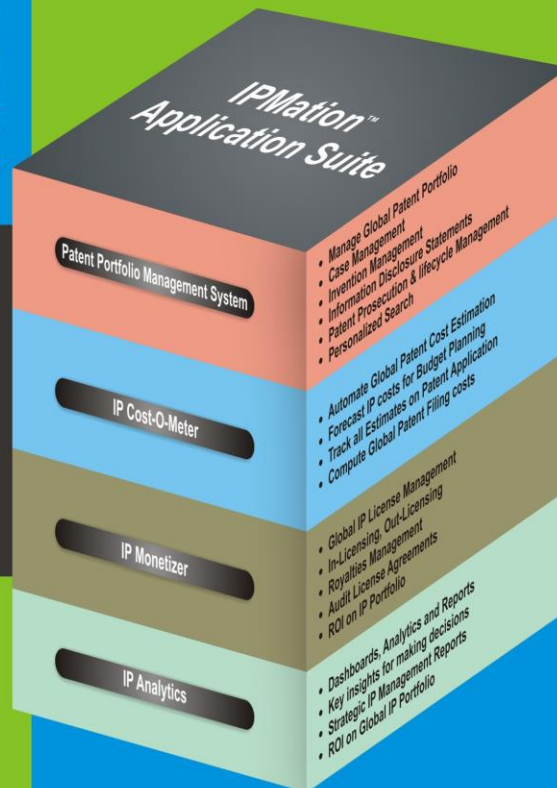 IPMation™
Application Suite
Patent Portfolio Management System
• Manage Global Patent Portfolio
• Case Management
• Invention Management
• Information Disclosure Statements
• Patent Prosecution & lifecycle Management
• Personalized Search
IP Cost-O-Meter
• Automate Global Patent Cost Estimation
• Forecast IP costs for Budget Planning
• Track all Estimates on Patent Application
• Compute Global Patent Filing costs
IP Monetizer
• Global IP License Management
• In-Licensing, Out-Licensing
• Royalties Management
• Audit License Agreements
• ROI on IP Portfolio
IP Analytics
• Dashboards, Analytics and Reports
• Key insights for making decisions
• Strategic IP Management Reports
• ROI on Global IP Portfolio